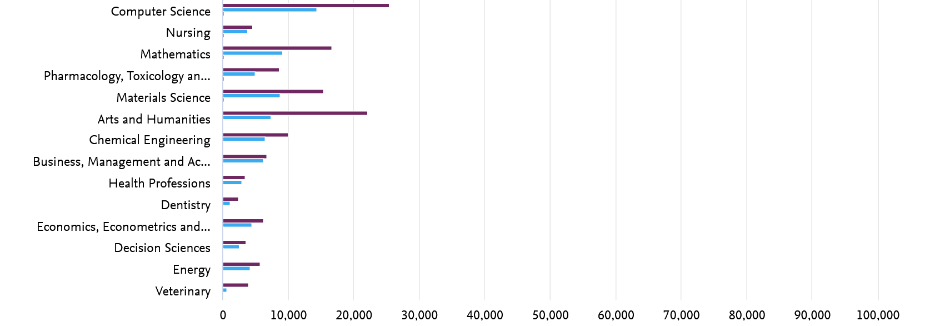 Computer Science
Nursing
Mathematics
Pharmacology, Toxicology an...
Materials Science
Arts and Humanities
Chemical Engineering
Business, Management and Ac...
Health Professions
Dentistry
Economics, Econometrics and...
Decision Sciences
Energy
Veterinary
0 10,000 20,000 30,000 40,000 50,000 60,000 70,000 80,000 90,000 100,000